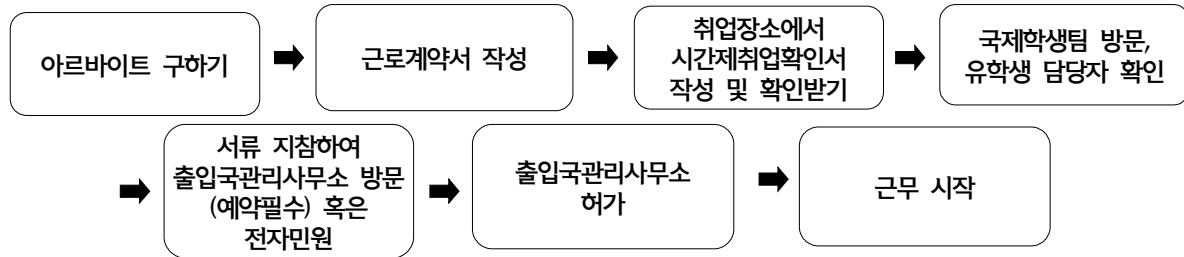 아르바이트 구하기
근로계약서 작성
취업장소에서
시간제취업확인서
작성 및 확인받기
국제학생팀 방문,
유학생 담당자 확인
서류 지참하여
출입국관리사무소 방문
(예약필수) 혹은
전자민원
출입국관리사무소
허가
근무 시작